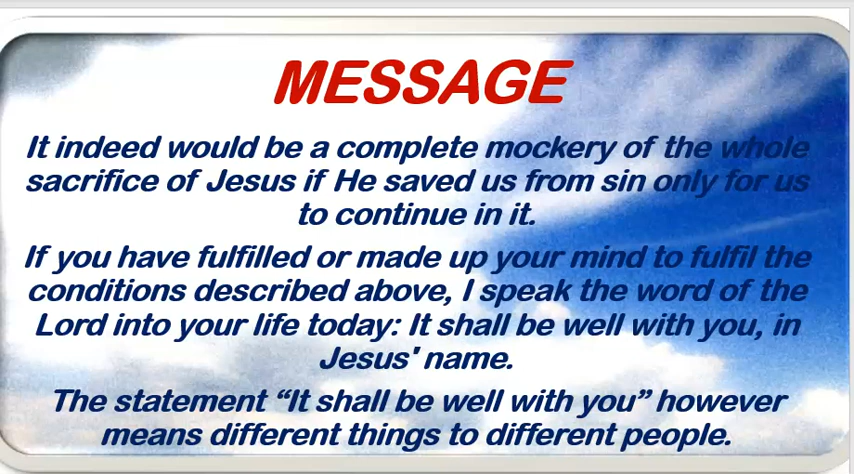 MESSAGE
It indeed would be a complete mockery of the whole
sacrifice of Jesus if He saved us from sin only for us
to continue in it.
If you have fulfilled or made up your mind to fulfil the
conditions described above, I speak the word of the
Lord into your life today: It shall be well with you, in
Jesus' name.
The statement “It shall be well with you” however
means different things to different people.